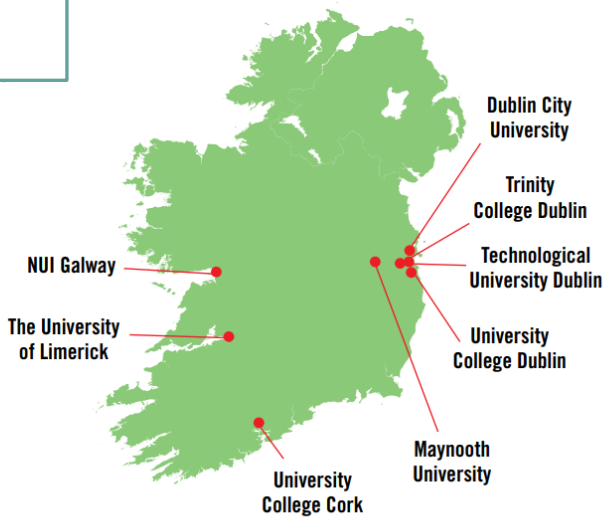 Dublin City
University
Trinity
College Dublin
NUI Galway
Technological
University Dublin
The University
of Limerick
University
College Dublin
Maynooth
University
University
College Cork